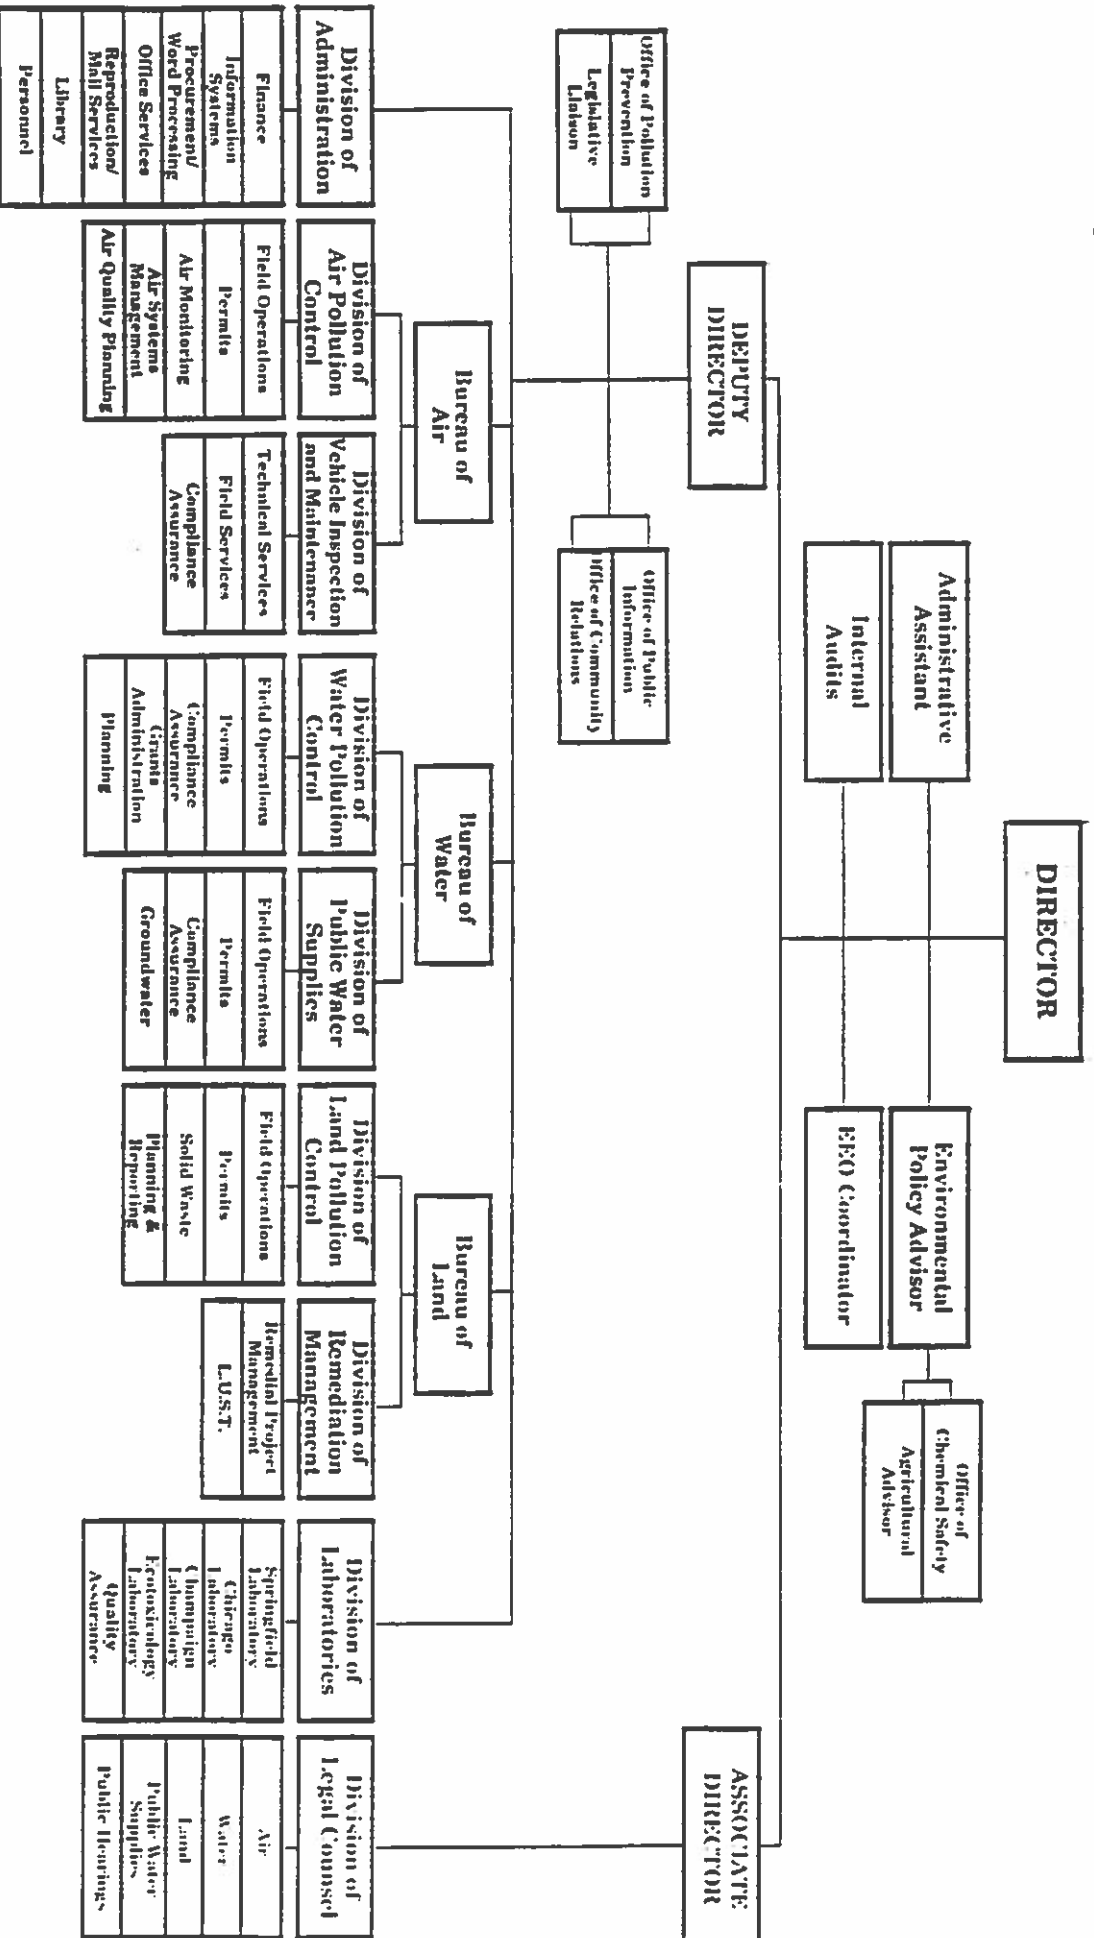 DIRECTOR
Administrative
Assistant
Environmental
Policy Advisor
Office of
Chemical Safety
Agricultural
Advisor
Internal
Audits
EEO Coordinator
DEPUTY
DIRECTOR
ASSOCIATE
DIRECTOR
Office of Pollution
Prevention
Legislative
Liaison
Office of Public
Information
Office of Community
Relations
Bureau of
Air
Bureau of
Water
Bureau of
Land
Division of
Administration
Finance
Information
Systems
Procurement/
Word Processing
Office Services
Reproduction/
Mail Services
Library
Personnel
Division of
Air Pollution
Control
Field Operations
Permits
Air Monitoring
Air Systems
Management
Air Quality Planning
Division of
Vehicle Inspection
and Maintenance
Technical Services
Field Services
Compliance
Assurance
Division of
Water Pollution
Control
Field Operations
Permits
Compliance
Assurance
Grants
Administration
Planning
Division of
Public Water
Supplies
Field Operations
Permits
Compliance
Assurance
Groundwater
Division of
Land Pollution
Control
Field Operations
Permits
Solid Waste
Planning &
Reporting
Division of
Remediation
Management
Remedial Project
Management
L.U.S.T.
Division of
Laboratories
Springfield
Laboratory
Chicago
Laboratory
Champaign
Laboratory
Ecotoxicology
Laboratory
Quality
Assurance
Division of
Legal Counsel
Air
Water
Land
Public Water
Supplies
Public Hearings